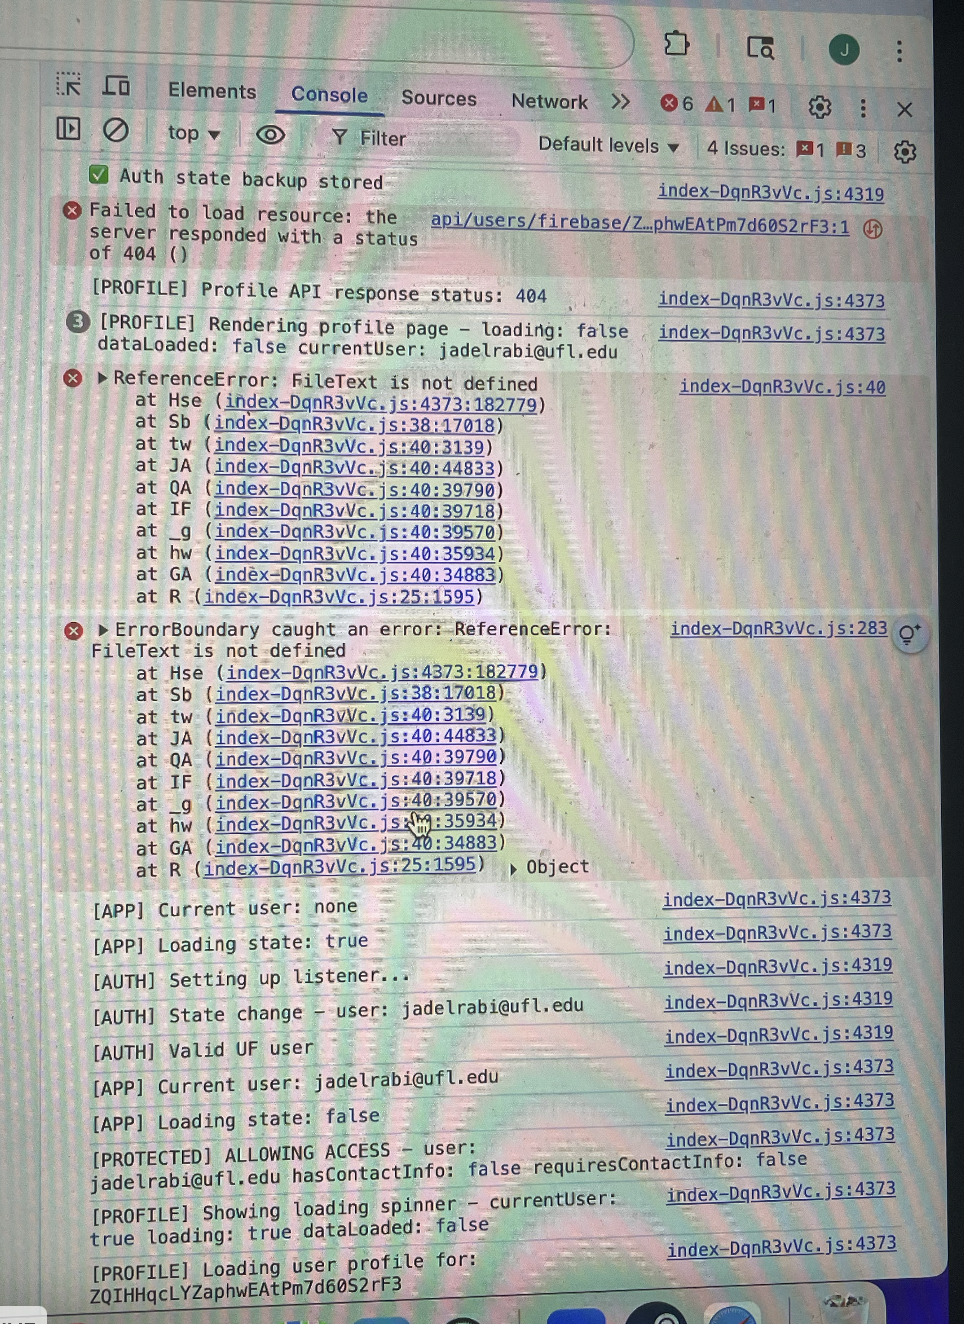 J
Elements Console Sources Network >> 6 1 1
top Filter Default levels 4 Issues: 1 3
✅ Auth state backup stored index-DqnR3vVc.js:4319
Failed to load resource: the api/users/firebase/Z…phwEAtPm7d60S2rF3:1
server responded with a status
of 404 ()
[PROFILE] Profile API response status: 404 index-DqnR3vVc.js:4373
3 [PROFILE] Rendering profile page – loading: false index-DqnR3vVc.js:4373
dataLoaded: false currentUser: jadelrabi@ufl.edu
ReferenceError: FileText is not defined index-DqnR3vVc.js:40
at Hse (index-DqnR3vVc.js:4373:182779)
at Sb (index-DqnR3vVc.js:38:17018)
at tw (index-DqnR3vVc.js:40:3139)
at JA (index-DqnR3vVc.js:40:44833)
at QA (index-DqnR3vVc.js:40:39790)
at IF (index-DqnR3vVc.js:40:39718)
at _g (index-DqnR3vVc.js:40:39570)
at hw (index-DqnR3vVc.js:40:35934)
at GA (index-DqnR3vVc.js:40:34883)
at R (index-DqnR3vVc.js:25:1595)
ErrorBoundary caught an error: ReferenceError: index-DqnR3vVc.js:283
FileText is not defined
at Hse (index-DqnR3vVc.js:4373:182779)
at Sb (index-DqnR3vVc.js:38:17018)
at tw (index-DqnR3vVc.js:40:3139)
at JA (index-DqnR3vVc.js:40:44833)
at QA (index-DqnR3vVc.js:40:39790)
at IF (index-DqnR3vVc.js:40:39718)
at _g (index-DqnR3vVc.js:40:39570)
at hw (index-DqnR3vVc.js:40:35934)
at GA (index-DqnR3vVc.js:40:34883)
at R (index-DqnR3vVc.js:25:1595) Object
[APP] Current user: none index-DqnR3vVc.js:4373
[APP] Loading state: true index-DqnR3vVc.js:4373
[AUTH] Setting up listener... index-DqnR3vVc.js:4319
[AUTH] State change – user: jadelrabi@ufl.edu index-DqnR3vVc.js:4319
[AUTH] Valid UF user index-DqnR3vVc.js:4319
[APP] Current user: jadelrabi@ufl.edu index-DqnR3vVc.js:4373
[APP] Loading state: false index-DqnR3vVc.js:4373
[PROTECTED] ALLOWING ACCESS – user: index-DqnR3vVc.js:4373
jadelrabi@ufl.edu hasContactInfo: false requiresContactInfo: false
[PROFILE] Showing loading spinner – currentUser: index-DqnR3vVc.js:4373
true loading: true dataLoaded: false
[PROFILE] Loading user profile for: index-DqnR3vVc.js:4373
ZQIHHqcLYZaphwEAtPm7d60S2rF3